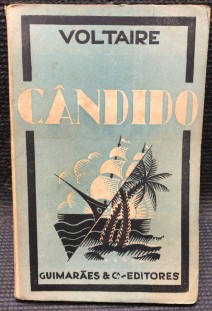 VOLTAIRE
CÂNDIDO
GUIMARÃES & Cª.-EDITORES